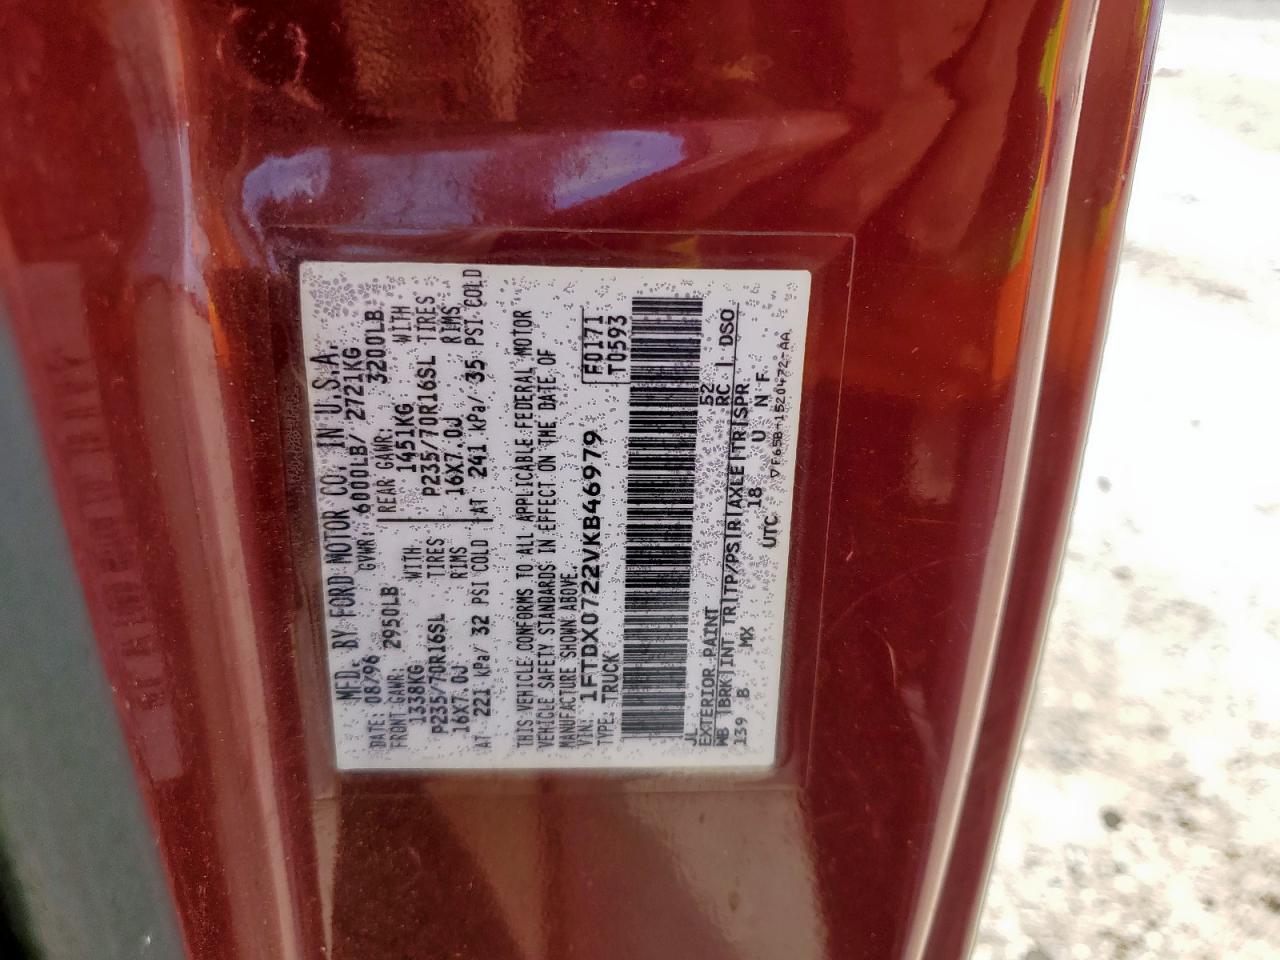 MFD. BY FORD MOTOR CO. IN U.S.A.
DATE: 08/96 GVWR: 6000LB/ 2721KG
FRONT GAWR: 2950LB REAR GAWR: 3200LB
1338KG WITH 1451KG WITH
P235/70R16SL TIRES P235/70R16SL TIRES
16X7.0J RIMS 16X7.0J RIMS
AT 221 kPa/ 32 PSI COLD AT 241 kPa/ 35 PSI COLD
THIS VEHICLE CONFORMS TO ALL APPLICABLE FEDERAL MOTOR
VEHICLE SAFETY STANDARDS IN EFFECT ON THE DATE OF
MANUFACTURE SHOWN ABOVE.
VIN: 1FTDX0722VKB46979 F0171
TYPE: TRUCK T0593
JL 52
EXTERIOR PAINT RC DSO
WB BRK INT TR TP/PS R AXLE TR SPR
139 B MX 18 U N F
UTC
▽F65B-1520472-AA